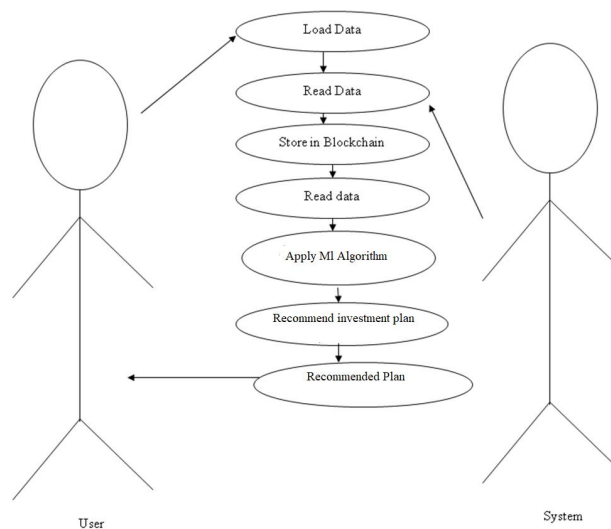 Load Data
Read Data
Store in Blockchain
Read data
Apply Ml Algorithm
Recommend investment plan
Recommended Plan
User
System